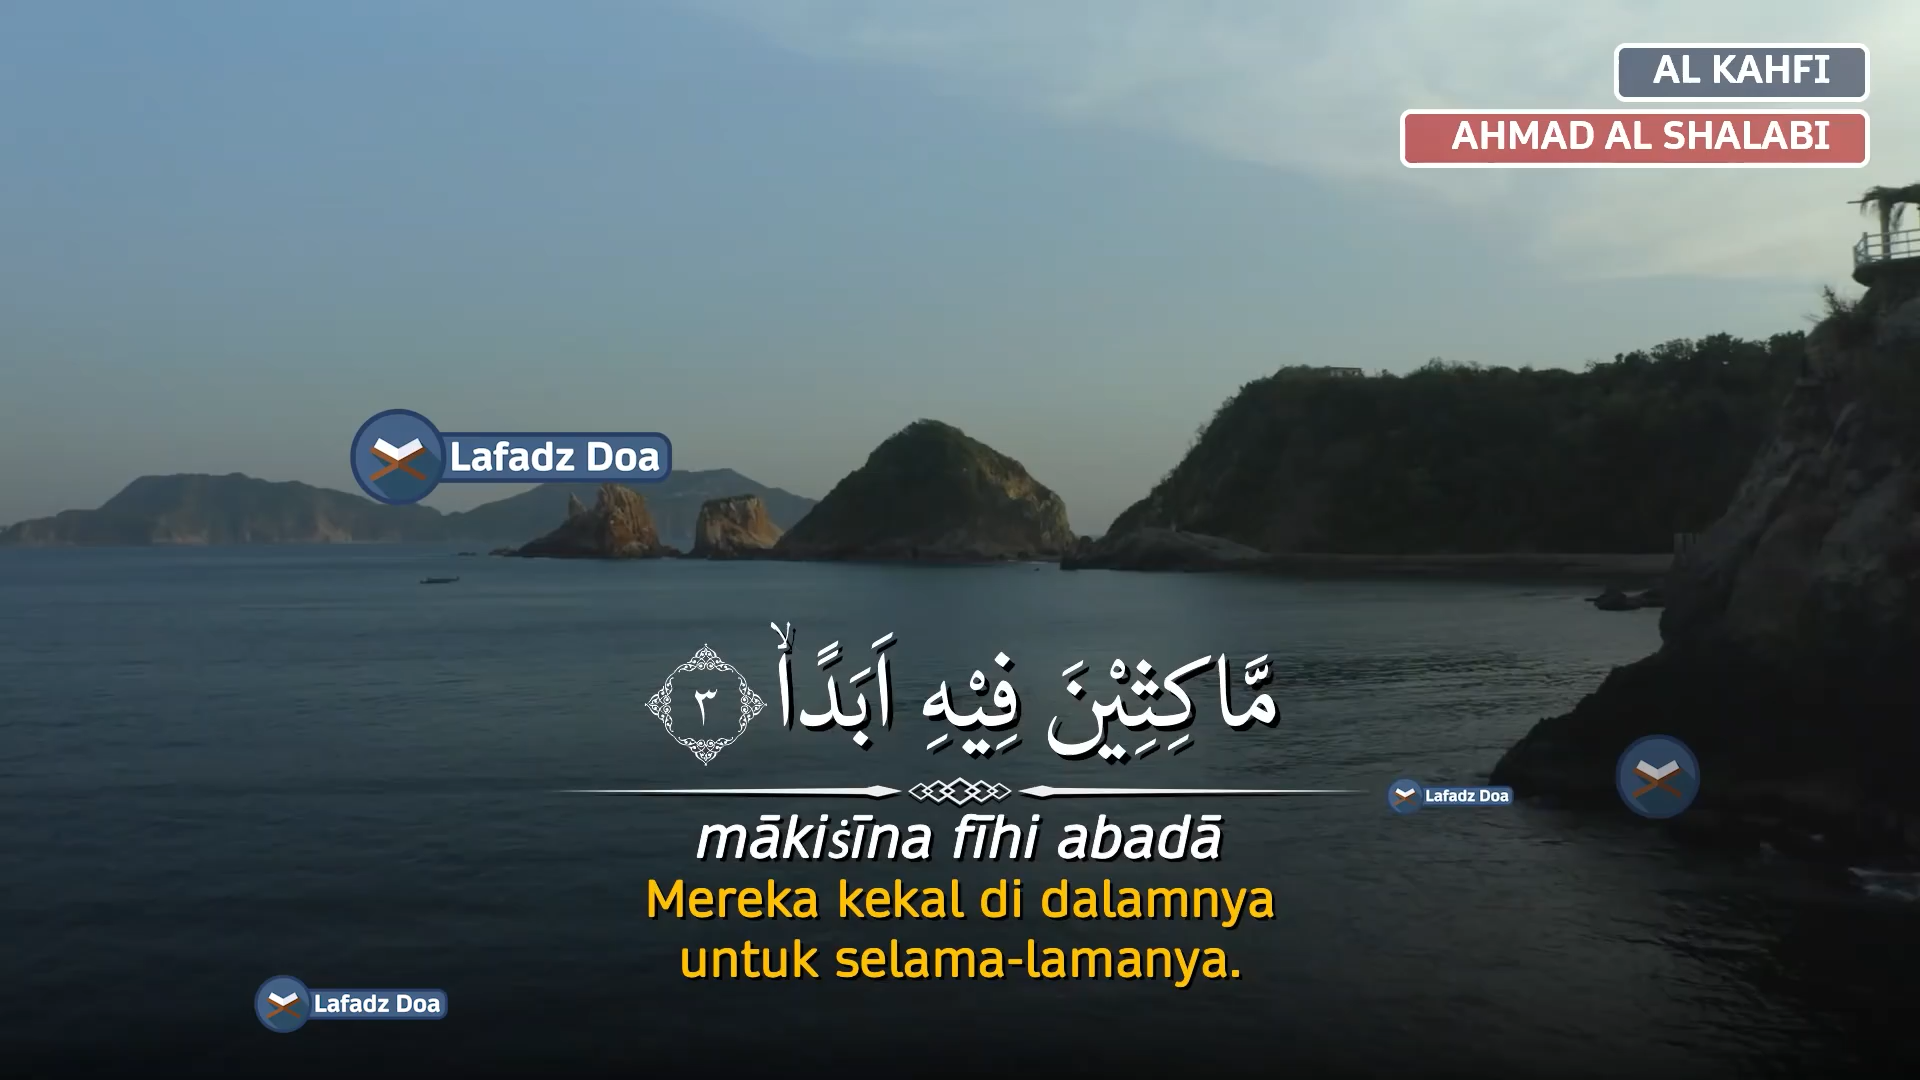 AL KAHFI
AHMAD AL SHALABI
Lafadz Doa
مَّاكِثِيْنَ فِيْهِ اَبَدًاۙ ٣
Lafadz Doa
mākiṡīna fīhi abadā
Mereka kekal di dalamnya
untuk selama-lamanya.
Lafadz Doa